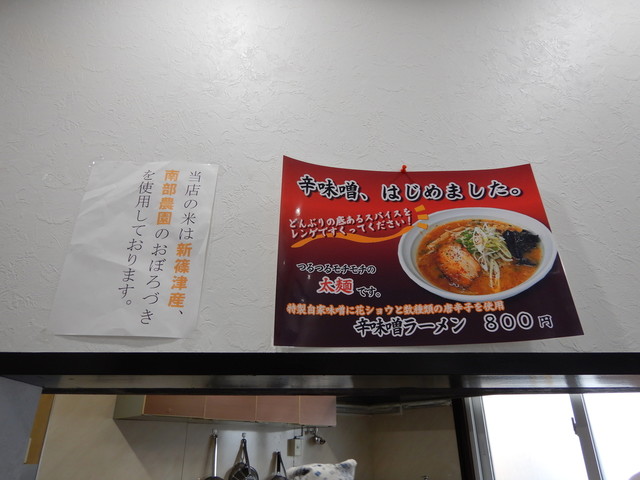 当店の米は新篠津産、
南部農園のおぼろづき
を使用しております。
辛味噌、はじめました。
どんぶりの底あるスパイスを
レンゲですくってください!
つるつるモチモチの
太麺です。
特製自家味噌に花ショウと数種類の唐辛子を使用
辛味噌ラーメン 800円